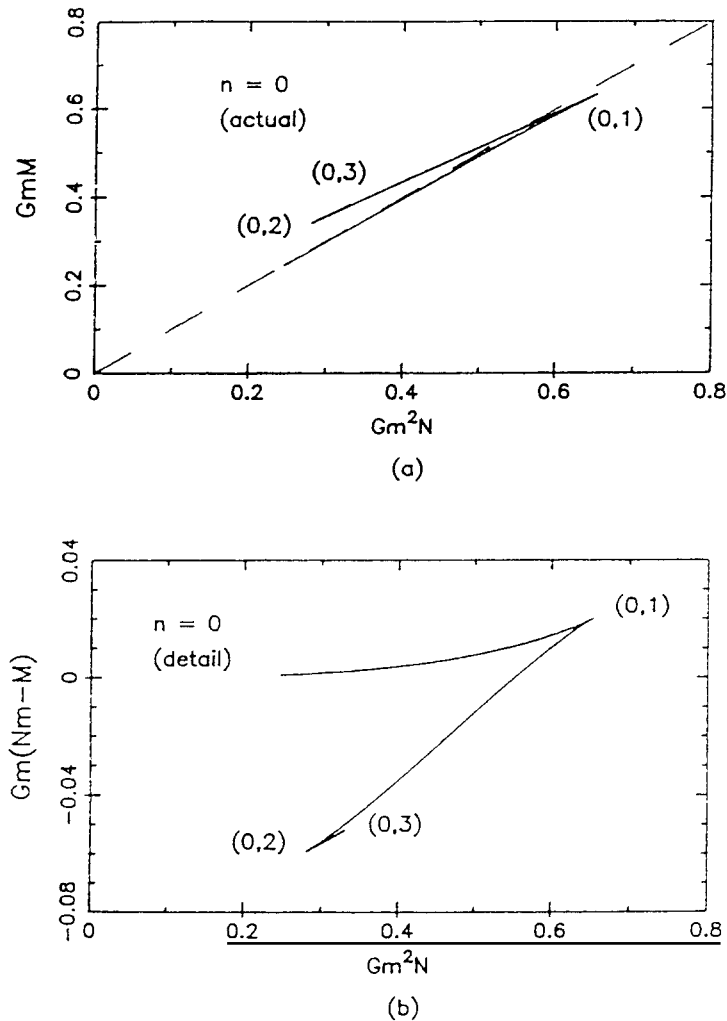 0.8
n = 0
(actual)
0.6
(0,1)
GmM
0.4
(0,3)
(0,2)
0.2
0
0 0.2 0.4 0.6 0.8
Gm²N
(a)
0.04
n = 0
(detail)
(0,1)
0
Gm(Nm-M)
-0.04
(0,2) (0,3)
-0.08
0 0.2 0.4 0.6 0.8
Gm²N
(b)